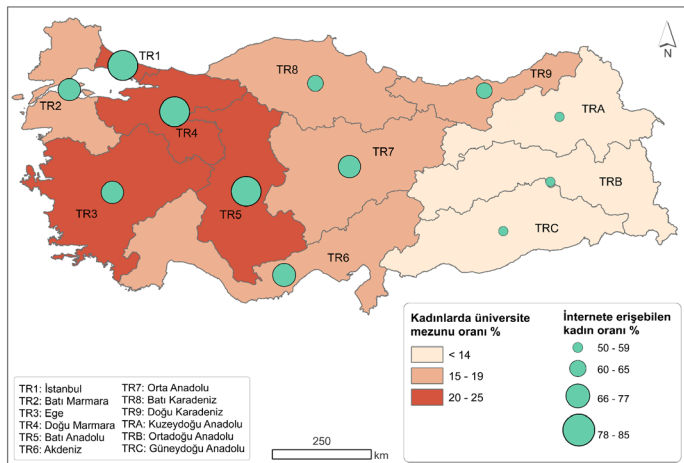 N
TR1
TR2
TR3
TR4
TR5
TR6
TR7
TR8
TR9
TRA
TRB
TRC
TR1: İstanbul
TR2: Batı Marmara
TR3: Ege
TR4: Doğu Marmara
TR5: Batı Anadolu
TR6: Akdeniz
TR7: Orta Anadolu
TR8: Batı Karadeniz
TR9: Doğu Karadeniz
TRA: Kuzeydoğu Anadolu
TRB: Ortadoğu Anadolu
TRC: Güneydoğu Anadolu
250
km
Kadınlarda üniversite
mezunu oranı %
< 14
15 - 19
20 - 25
İnternete erişebilen
kadın oranı %
50 - 59
60 - 65
66 - 77
78 - 85